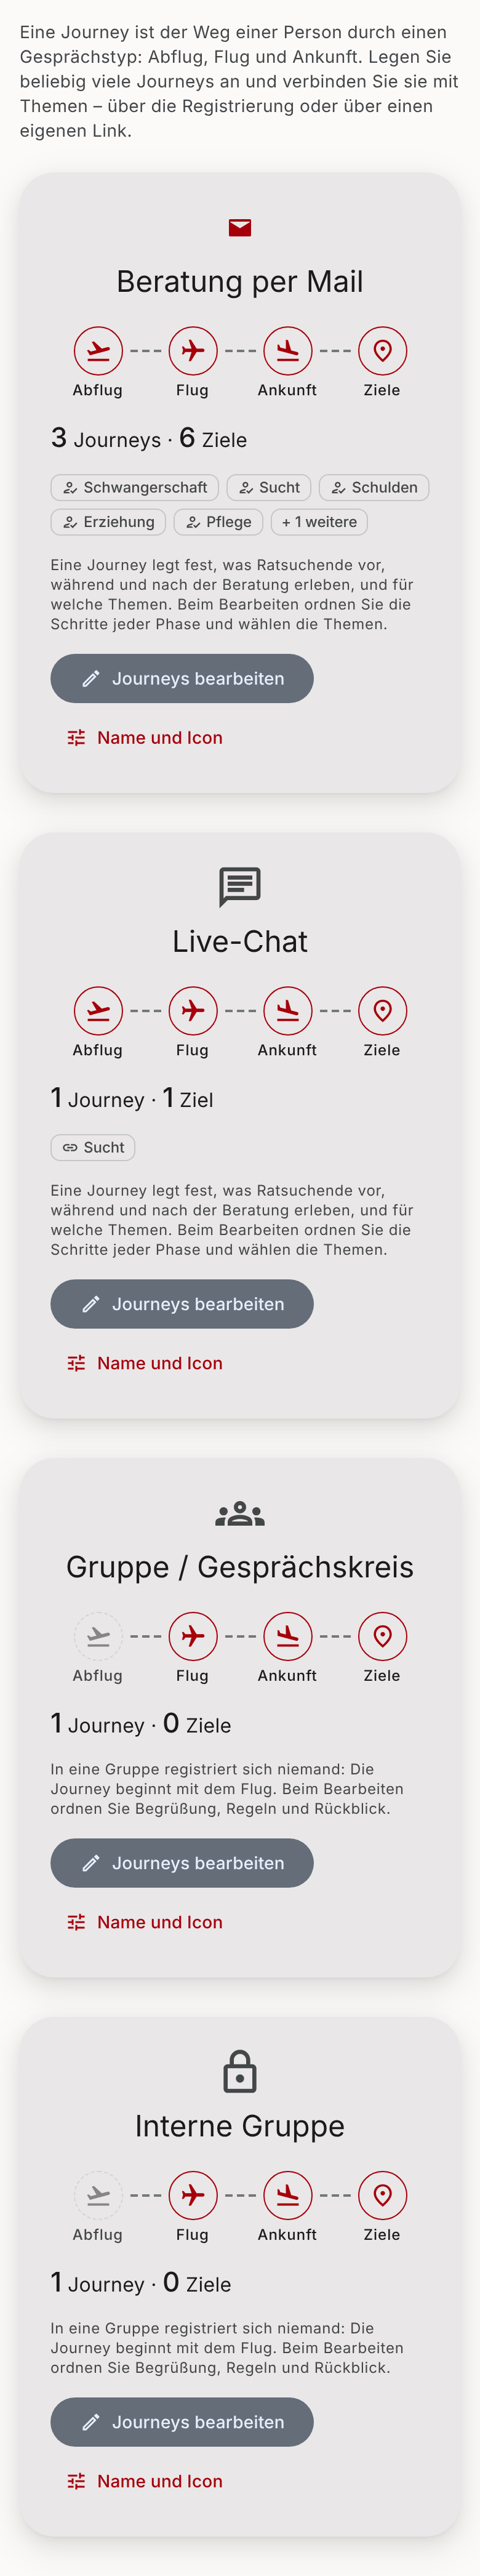 Eine Journey ist der Weg einer Person durch einen
Gesprächstyp: Abflug, Flug und Ankunft. Legen Sie
beliebig viele Journeys an und verbinden Sie sie mit
Themen – über die Registrierung oder über einen
eigenen Link.
Beratung per Mail
Abflug Flug Ankunft Ziele
3 Journeys · 6 Ziele
Schwangerschaft Sucht Schulden
Erziehung Pflege + 1 weitere
Eine Journey legt fest, was Ratsuchende vor,
während und nach der Beratung erleben, und für
welche Themen. Beim Bearbeiten ordnen Sie die
Schritte jeder Phase und wählen die Themen.
Journeys bearbeiten
Name und Icon
Live-Chat
Abflug Flug Ankunft Ziele
1 Journey · 1 Ziel
Sucht
Eine Journey legt fest, was Ratsuchende vor,
während und nach der Beratung erleben, und für
welche Themen. Beim Bearbeiten ordnen Sie die
Schritte jeder Phase und wählen die Themen.
Journeys bearbeiten
Name und Icon
Gruppe / Gesprächskreis
Abflug Flug Ankunft Ziele
1 Journey · 0 Ziele
In eine Gruppe registriert sich niemand: Die
Journey beginnt mit dem Flug. Beim Bearbeiten
ordnen Sie Begrüßung, Regeln und Rückblick.
Journeys bearbeiten
Name und Icon
Interne Gruppe
Abflug Flug Ankunft Ziele
1 Journey · 0 Ziele
In eine Gruppe registriert sich niemand: Die
Journey beginnt mit dem Flug. Beim Bearbeiten
ordnen Sie Begrüßung, Regeln und Rückblick.
Journeys bearbeiten
Name und Icon